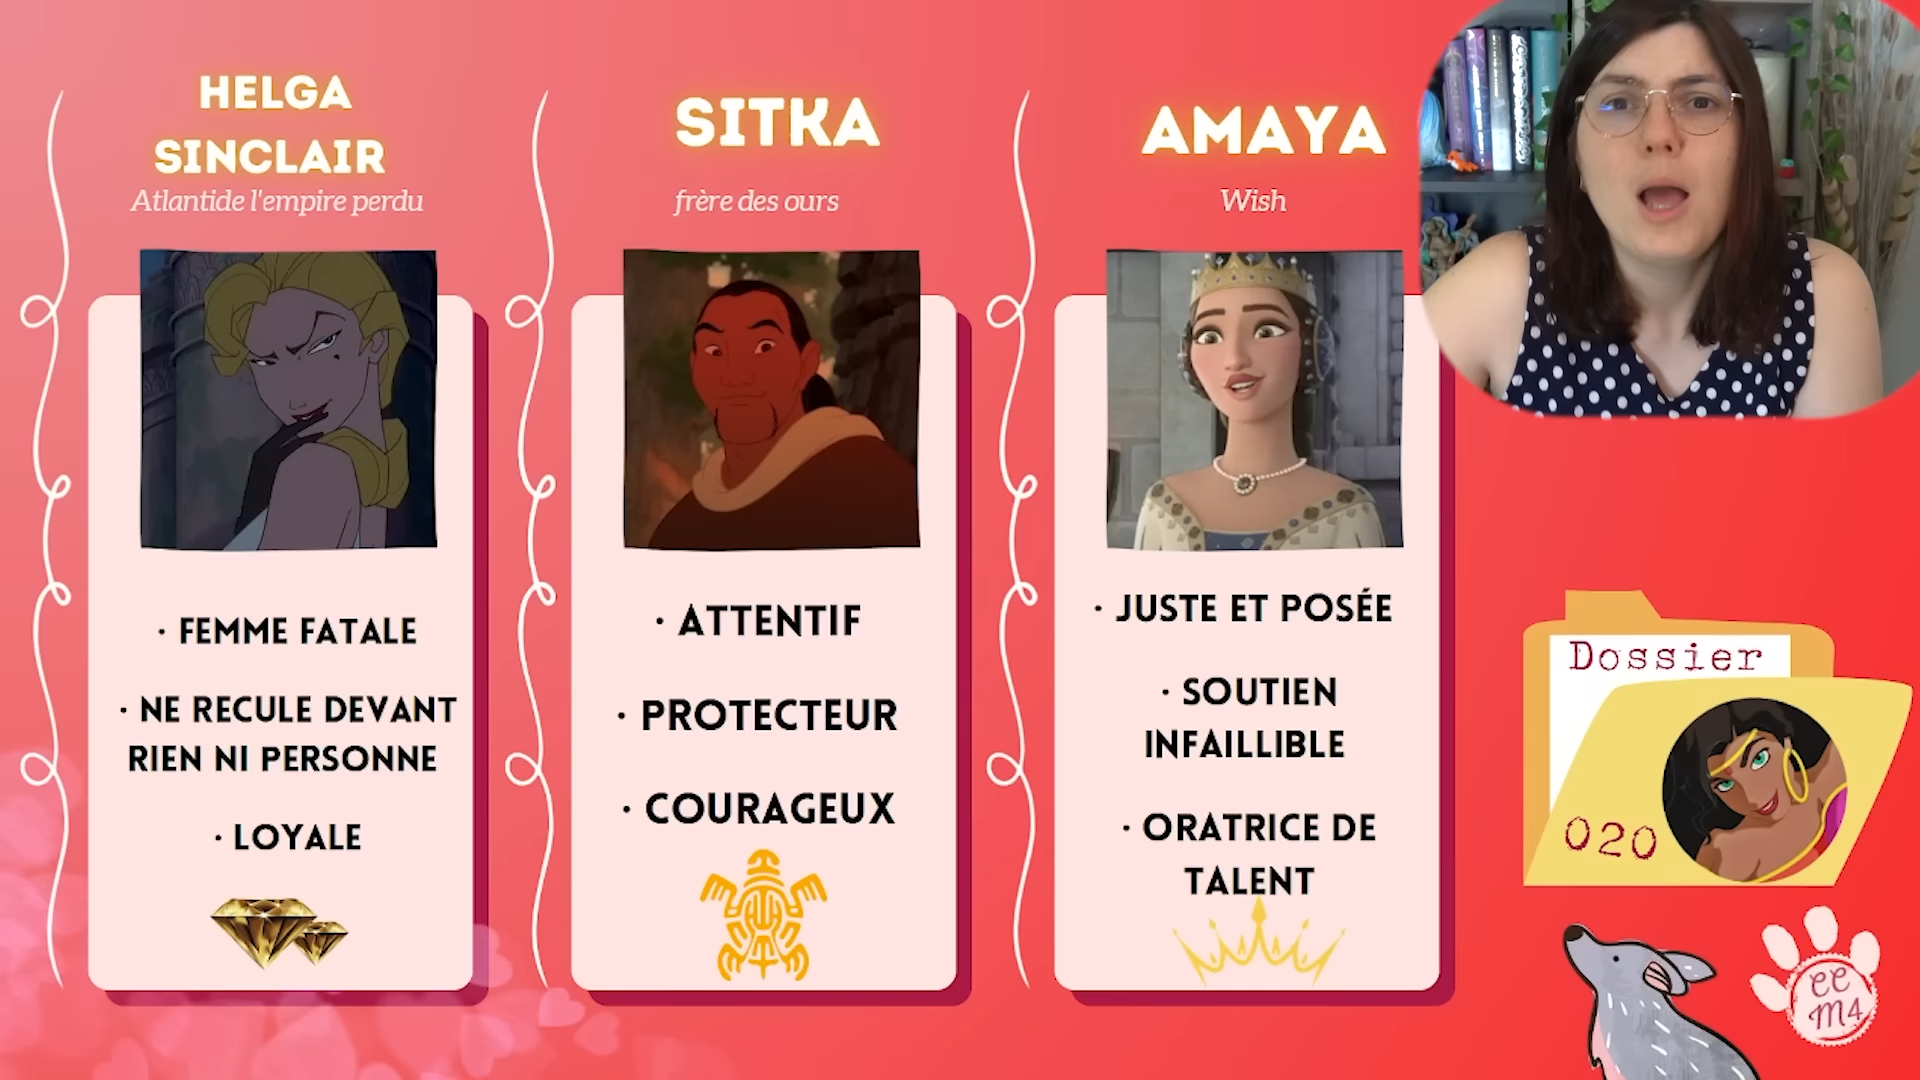 HELGA
SINCLAIR
Atlantide l'empire perdu
· FEMME FATALE
· NE RECULE DEVANT
RIEN NI PERSONNE
· LOYALE
SITKA
frère des ours
· ATTENTIF
· PROTECTEUR
· COURAGEUX
AMAYA
Wish
· JUSTE ET POSÉE
· SOUTIEN
INFAILLIBLE
· ORATRICE DE
TALENT
Dossier
020
ee
M4